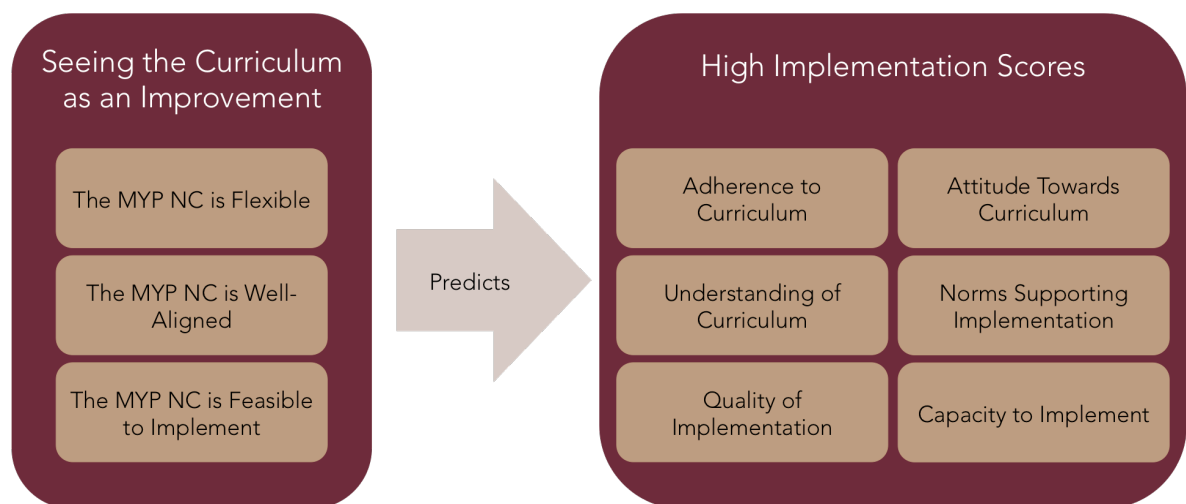 Seeing the Curriculum
as an Improvement
The MYP NC is Flexible
The MYP NC is Well-
Aligned
The MYP NC is Feasible
to Implement
Predicts
High Implementation Scores
Adherence to
Curriculum
Attitude Towards
Curriculum
Understanding of
Curriculum
Norms Supporting
Implementation
Quality of
Implementation
Capacity to Implement